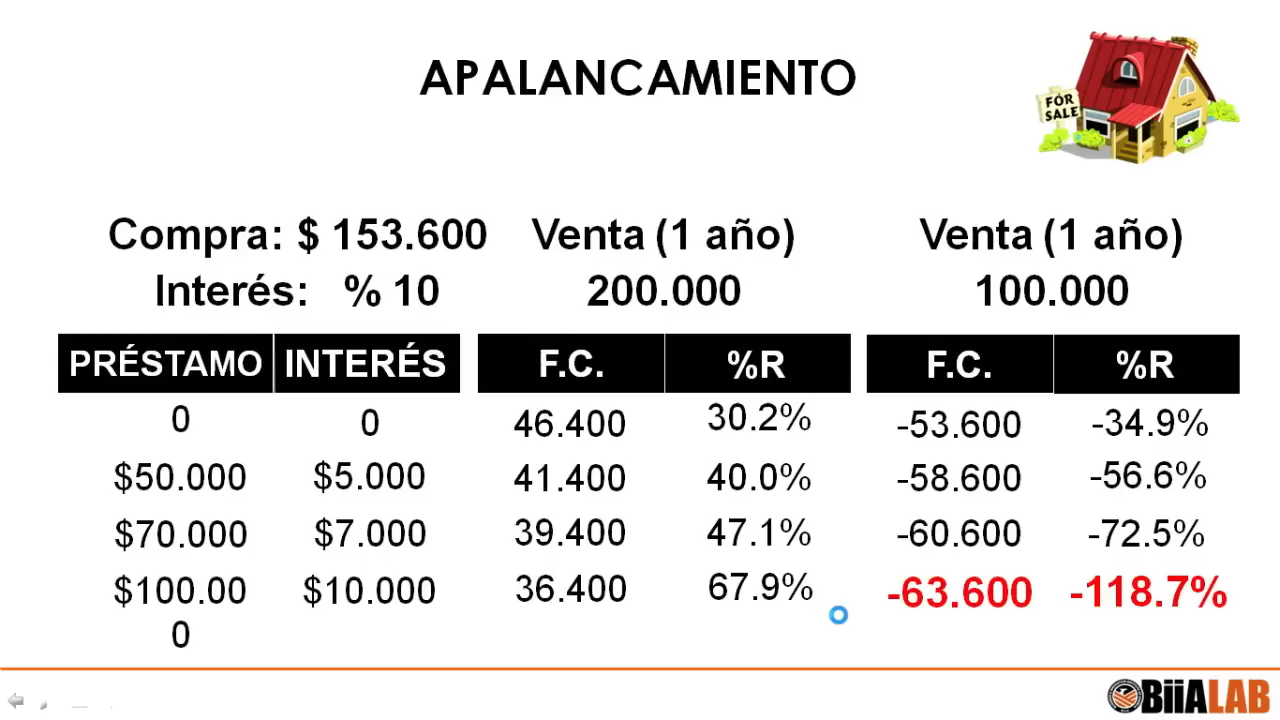 APALANCAMIENTO
FOR
SALE
Compra: $ 153.600 Venta (1 año) Venta (1 año)
Interés: % 10 200.000 100.000
PRÉSTAMO INTERÉS F.C. %R F.C. %R
0 0 46.400 30.2% -53.600 -34.9%
$50.000 $5.000 41.400 40.0% -58.600 -56.6%
$70.000 $7.000 39.400 47.1% -60.600 -72.5%
$100.00 $10.000 36.400 67.9% -63.600 -118.7%
0
BiiALAB